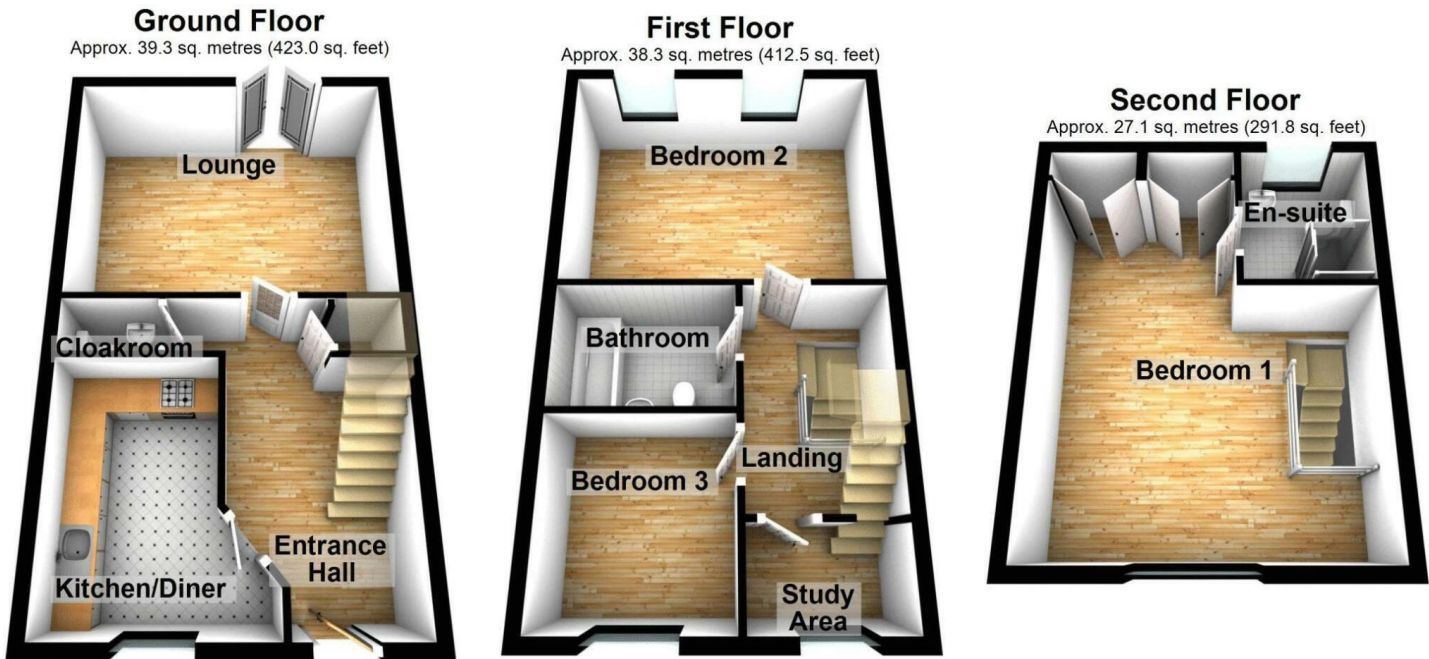 Ground Floor
Approx. 39.3 sq. metres (423.0 sq. feet)
Lounge
Cloakroom
Kitchen/Diner
Entrance
Hall
First Floor
Approx. 38.3 sq. metres (412.5 sq. feet)
Bedroom 2
Bathroom
Bedroom 3
Landing
Study
Area
Second Floor
Approx. 27.1 sq. metres (291.8 sq. feet)
En-suite
Bedroom 1